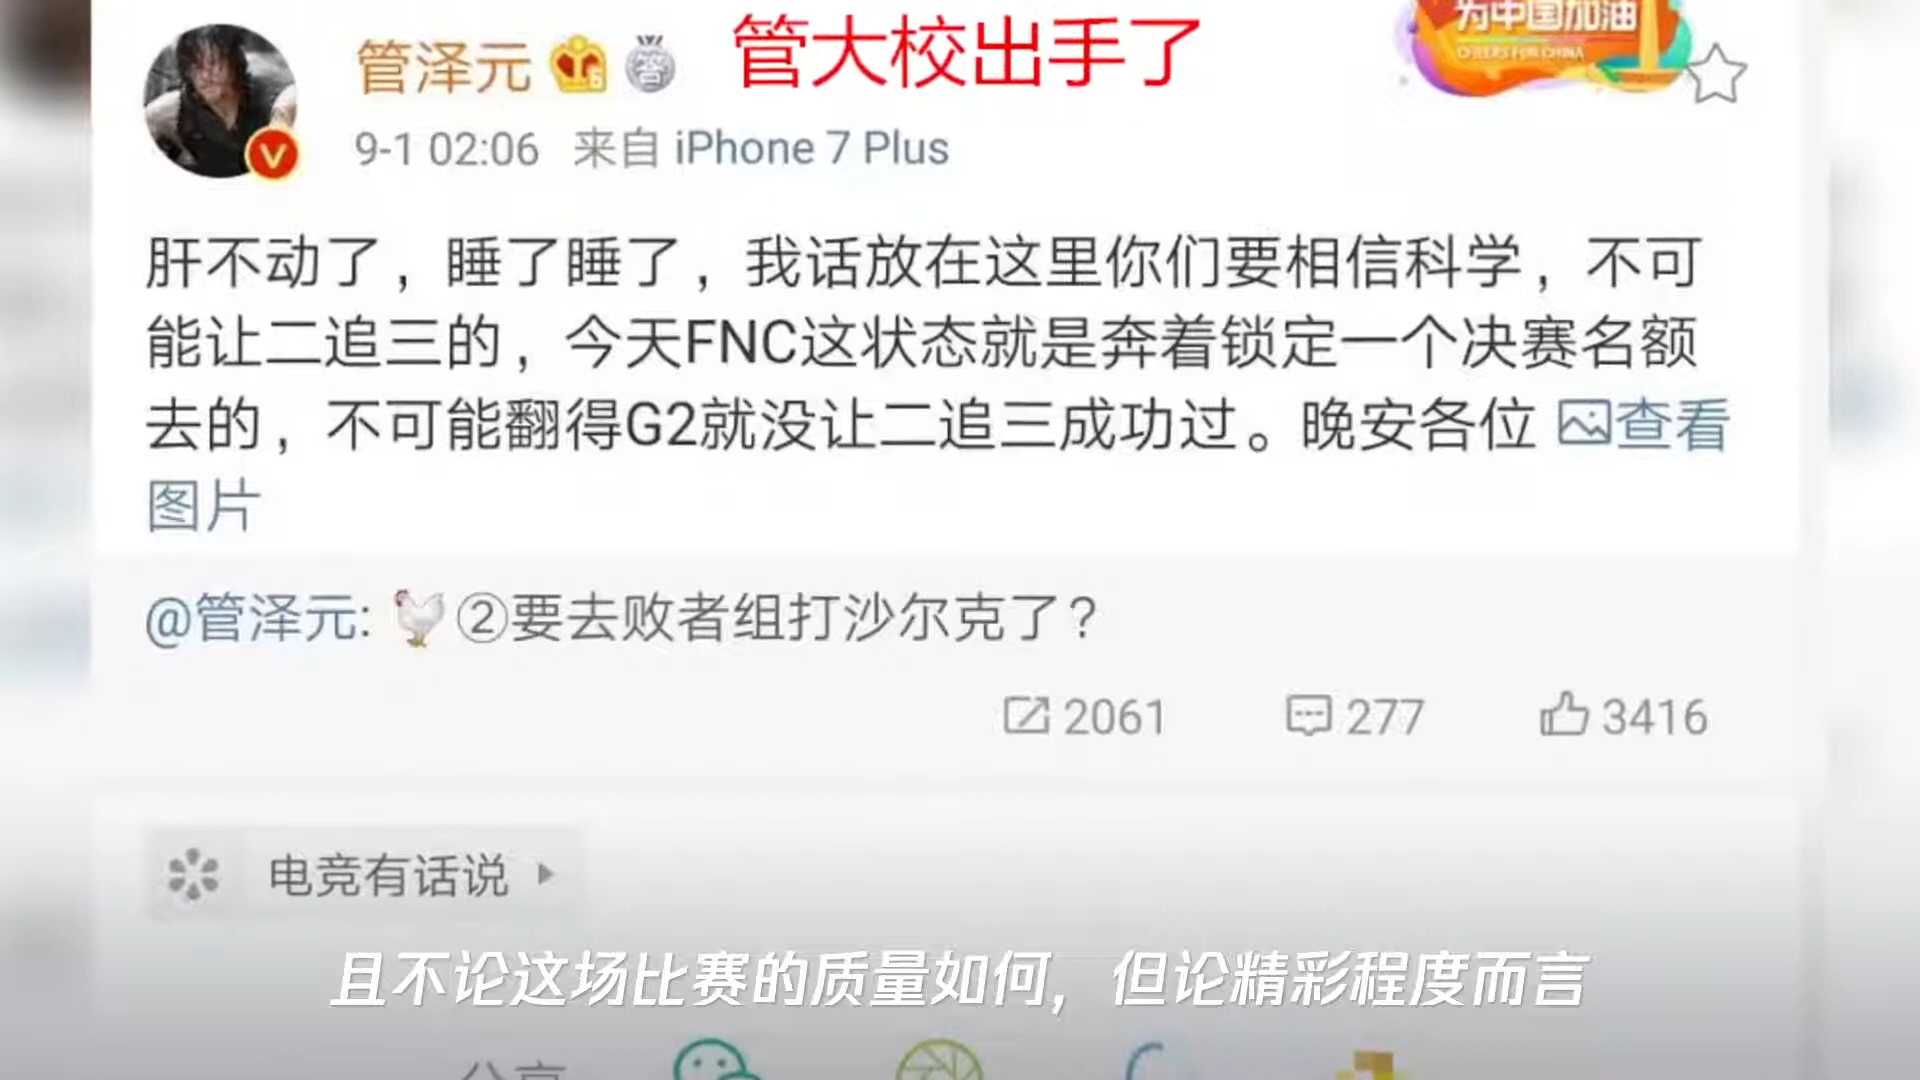 为中国加油
CHEERS FOR CHINA
管泽元 6 答 管大校出手了
9-1 02:06 来自 iPhone 7 Plus
肝不动了，睡了睡了，我话放在这里你们要相信科学，不可
能让二追三的，今天FNC这状态就是奔着锁定一个决赛名额
去的，不可能翻得G2就没让二追三成功过。晚安各位 查看
图片
@管泽元: 🐓②要去败者组打沙尔克了？
2061 277 3416
电竞有话说
且不论这场比赛的质量如何，但论精彩程度而言
分享